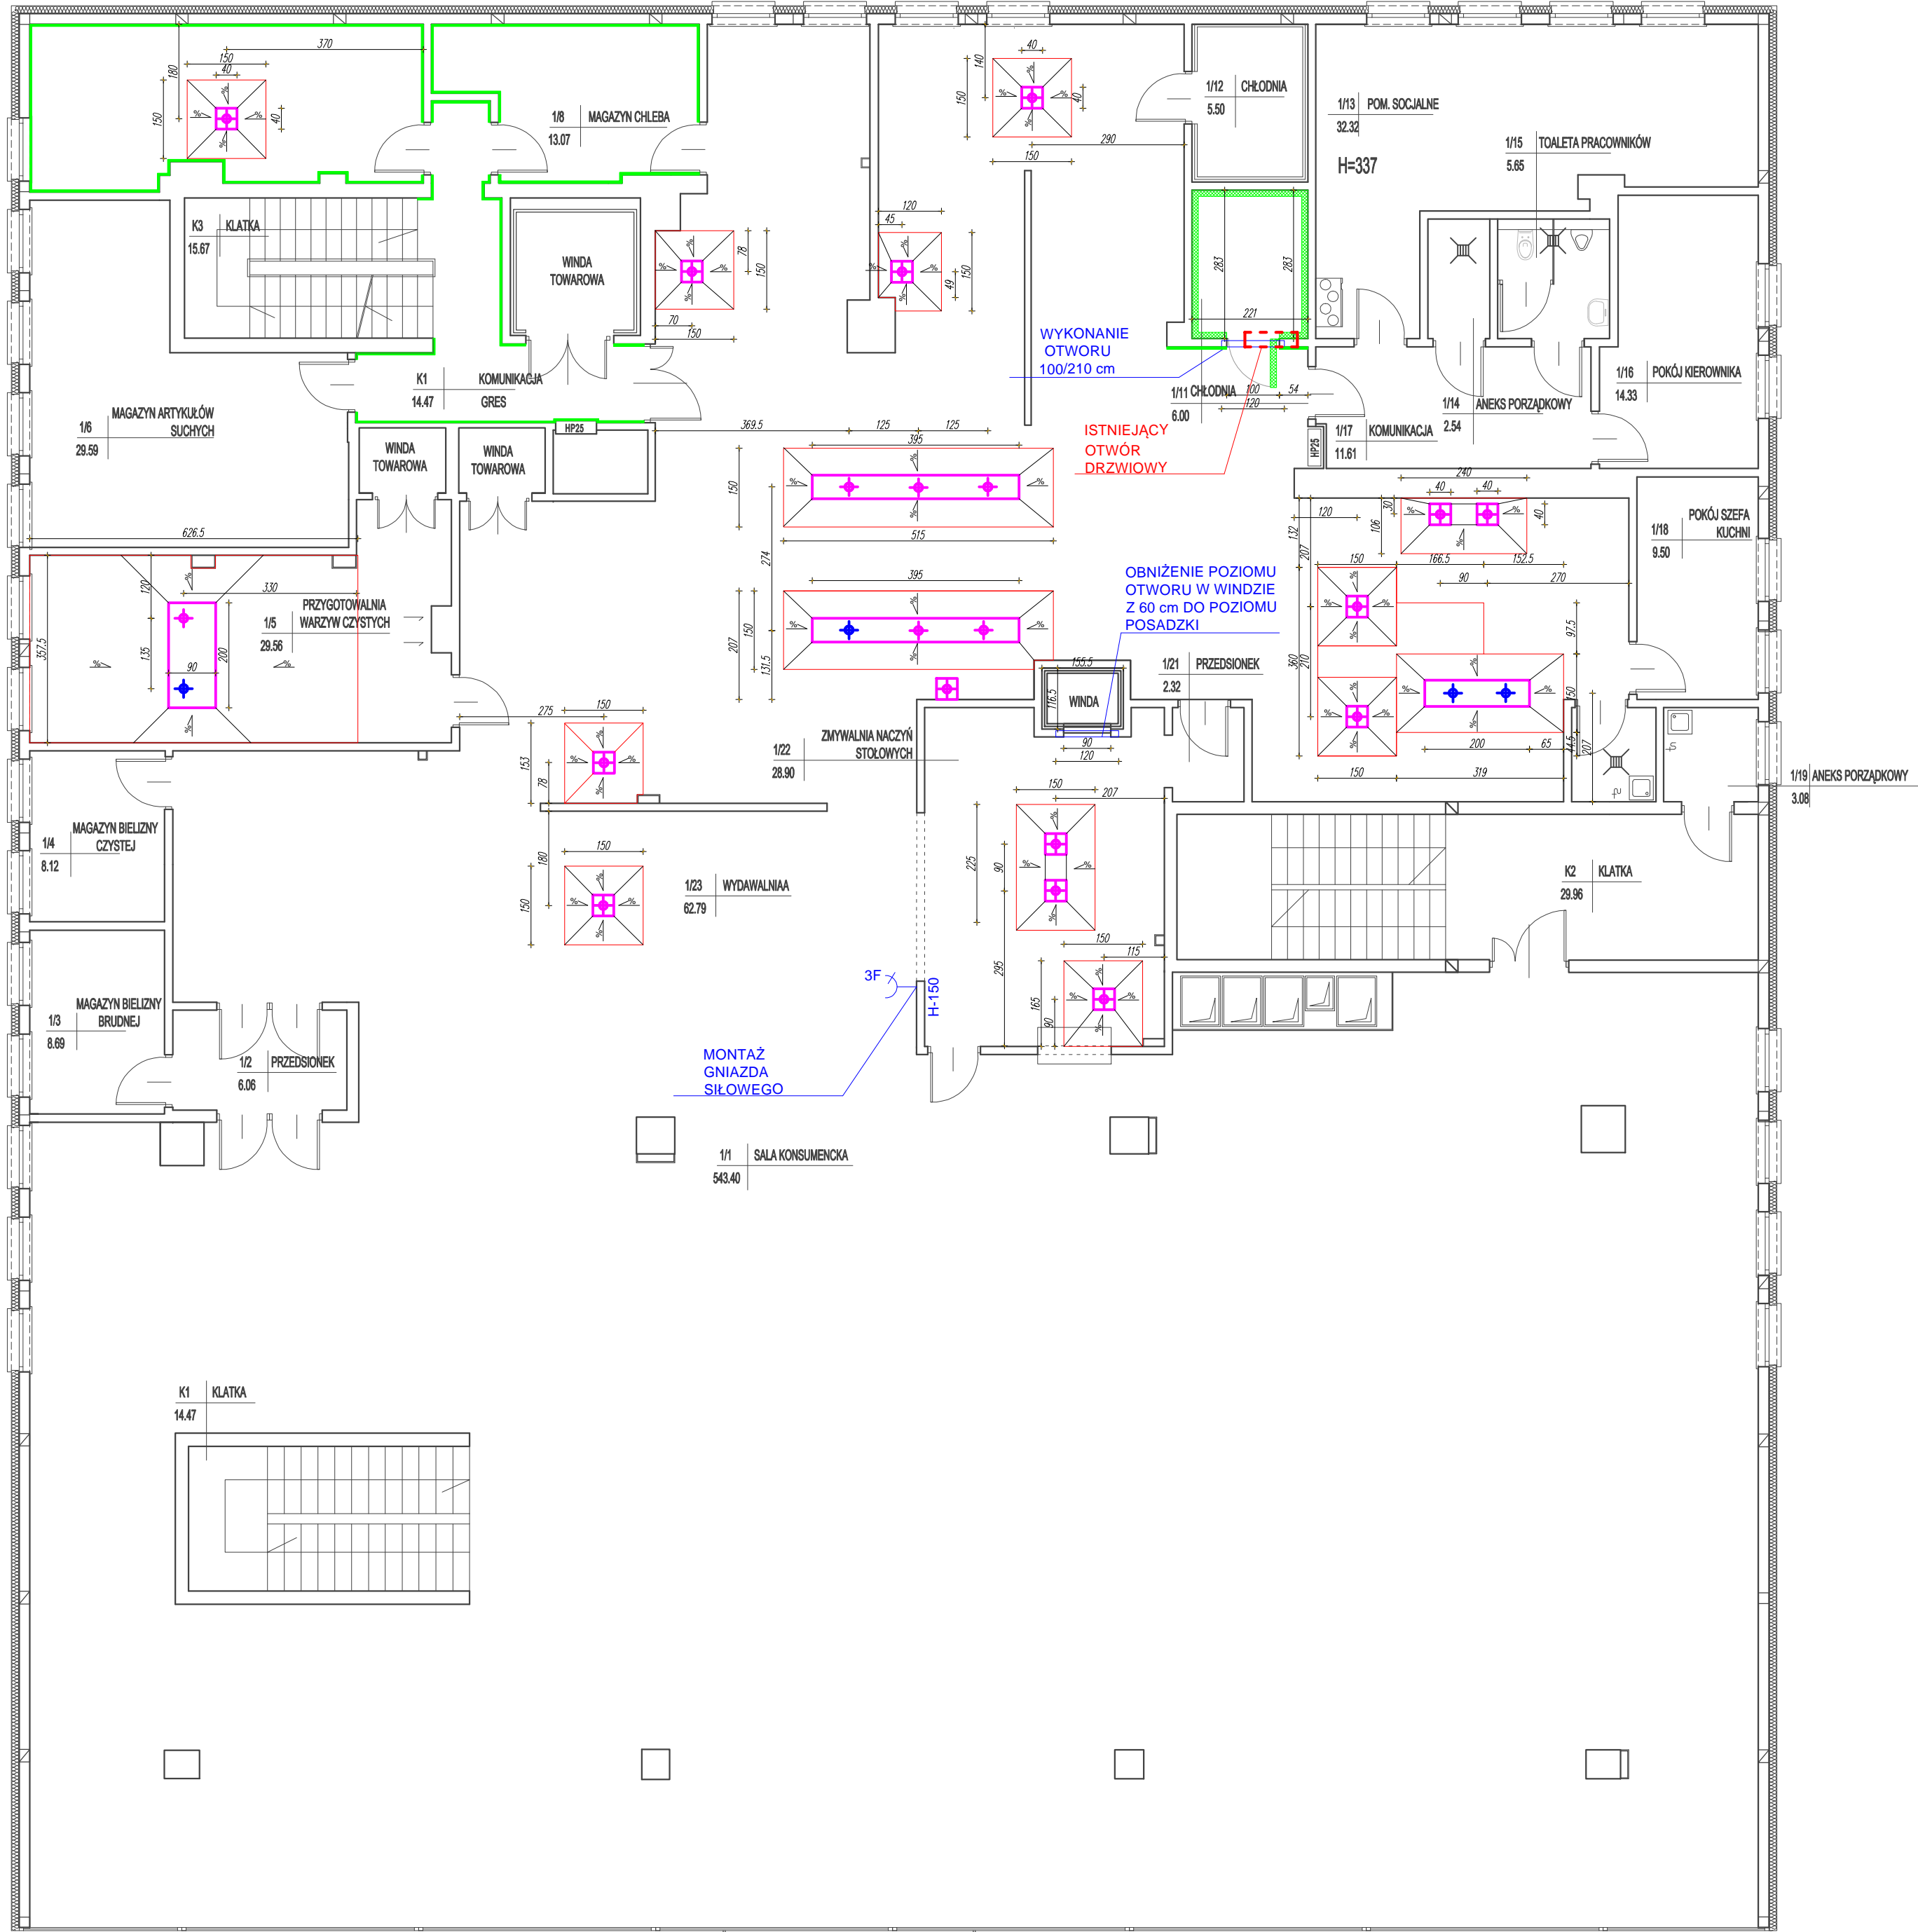 370
150
40
180
150
40
1/8 MAGAZYN CHLEBA
13.07
40
140
150
40
150
290
1/12 CHŁODNIA
5.50
1/13 POM. SOCJALNE
32.32
H=337
1/15 TOALETA PRACOWNIKÓW
5.65
K3 KLATKA
15.67
WINDA
TOWAROWA
78
150
70
150
120
45
150
49
283
283
221
WYKONANIE
OTWORU
100/210 cm
1/11 CHŁODNIA
6.00
100
54
120
ISTNIEJĄCY
OTWÓR
DRZWIOWY
K1 KOMUNIKACJA
14.47 GRES
HP25
1/16 POKÓJ KIEROWNIKA
14.33
1/14 ANEKS PORZĄDKOWY
2.54
1/17 KOMUNIKACJA
11.61
HP25
MAGAZYN ARTYKUŁÓW
1/6 SUCHYCH
29.59
WINDA
TOWAROWA
WINDA
TOWAROWA
369.5
125
125
395
150
515
274
395
207
150
131.5
626.5
120
330
135
90
200
357.5
PRZYGOTOWALNIA
1/5 WARZYW CZYSTYCH
29.56
240
40
40
30
40
106
120
132
207
150
166.5
152.5
90
270
97.5
360
210
150
200
65
44.5
207
150
319
POKÓJ SZEFA
1/18 KUCHNI
9.50
OBNIŻENIE POZIOMU
OTWORU W WINDZIE
Z 60 cm DO POZIOMU
POSADZKI
155.5
116.5
WINDA
90
120
1/21 PRZEDSIONEK
2.32
275
150
153
78
ZMYWALNIA NACZYŃ
1/22 STOŁOWYCH
28.90
150
207
225
90
295
150
115
165
90
1/19 ANEKS PORZĄDKOWY
3.08
MAGAZYN BIELIZNY
1/4 CZYSTEJ
8.12
180
150
150
1/23 WYDAWALNIAA
62.79
K2 KLATKA
29.96
3F
H-150
MONTAŻ
GNIAZDA
SIŁOWEGO
MAGAZYN BIELIZNY
1/3 BRUDNEJ
8.69
1/2 PRZEDSIONEK
6.06
1/1 SALA KONSUMENCKA
543.40
K1 KLATKA
14.47